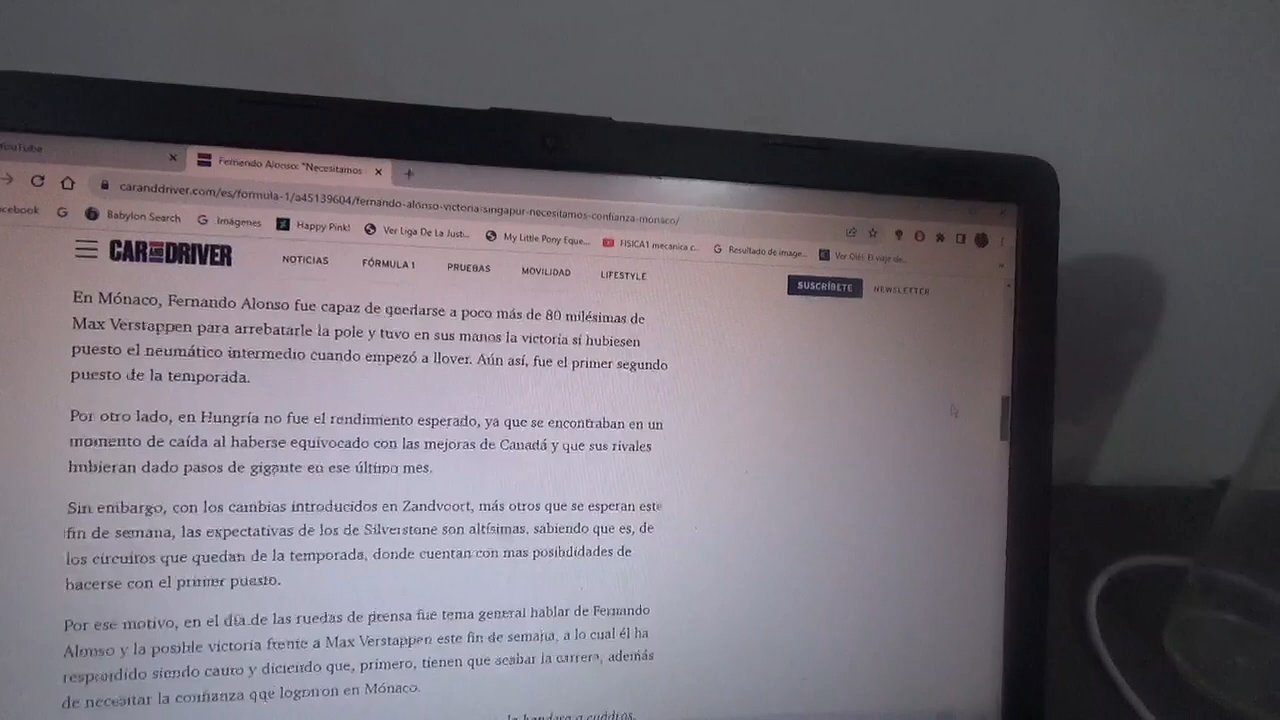 YouTube
Fernando Alonso: "Necesitamos
caranddriver.com/es/formula-1/a45139604/fernando-alonso-victoria-singapur-necesitamos-confianza-monaco/
acebook
Babylon Search
Imágenes
Happy Pink!
Ver Liga De La Justi...
My Little Pony Eque...
FISICA1 mecanica c...
Resultado de image...
Ver Olé! El viaje de...
CAR AND DRIVER
NOTICIAS
FÓRMULA 1
PRUEBAS
MOVILIDAD
LIFESTYLE
SUSCRÍBETE
NEWSLETTER
En Mónaco, Fernando Alonso fue capaz de quedarse a poco más de 80 milésimas de
Max Verstappen para arrebatarle la pole y tuvo en sus manos la victoria si hubiesen
puesto el neumático intermedio cuando empezó a llover. Aún así, fue el primer segundo
puesto de la temporada.
Por otro lado, en Hungría no fue el rendimiento esperado, ya que se encontraban en un
momento de caída al haberse equivocado con las mejoras de Canadá y que sus rivales
hubieran dado pasos de gigante en ese último mes.
Sin embargo, con los cambios introducidos en Zandvoort, más otros que se esperan este
fin de semana, las expectativas de los de Silverstone son altísimas, sabiendo que es, de
los circuitos que quedan de la temporada, donde cuentan con mas posibilidades de
hacerse con el primer puesto.
Por ese motivo, en el día de las ruedas de prensa fue tema general hablar de Fernando
Alonso y la posible victoria frente a Max Verstappen este fin de semana, a lo cual él ha
respondido siendo cauto y diciendo que, primero, tienen que acabar la carrera, además
de necesitar la confianza que lograron en Mónaco.
la bandera a cuadros,